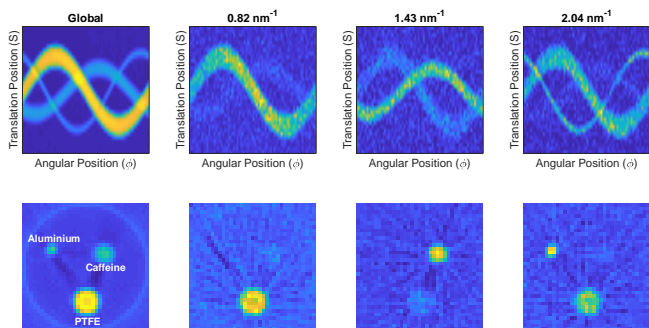 Global
0.82 nm⁻¹
1.43 nm⁻¹
2.04 nm⁻¹
Translation Position (S)
Translation Position (S)
Translation Position (S)
Translation Position (S)
Angular Position (ϕ)
Angular Position (ϕ)
Angular Position (ϕ)
Angular Position (ϕ)
Aluminium
Caffeine
PTFE